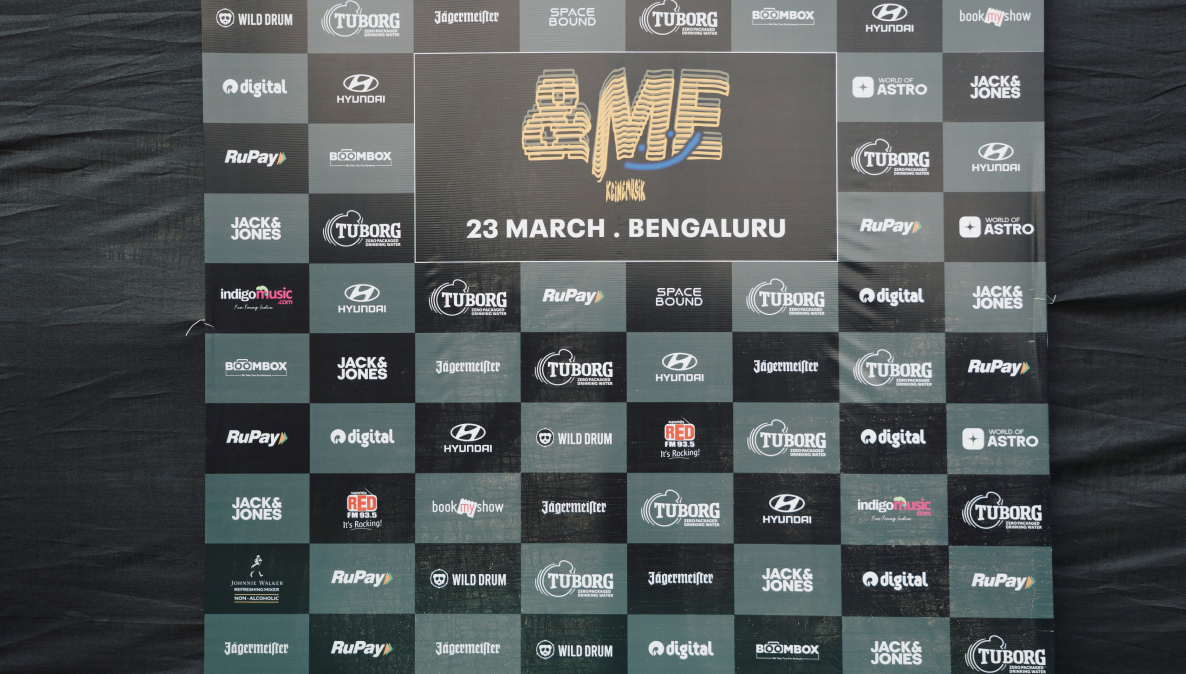 WILD DRUM
TUBORG
ZERO PACKAGED
DRINKING WATER
Jägermeister
SPACE
BOUND
TUBORG
ZERO PACKAGED
DRINKING WATER
BOOMBOX
HYUNDAI
bookmyshow
digital
HYUNDAI
&ME
KEINEMUSIK
23 MARCH . BENGALURU
WORLD OF
ASTRO
JACK&
JONES
RuPay
BOOMBOX
TUBORG
ZERO PACKAGED
DRINKING WATER
HYUNDAI
JACK&
JONES
TUBORG
ZERO PACKAGED
DRINKING WATER
RuPay
WORLD OF
ASTRO
indigomusic
.com
Fun Forag Indien
HYUNDAI
TUBORG
ZERO PACKAGED
DRINKING WATER
RuPay
SPACE
BOUND
TUBORG
ZERO PACKAGED
DRINKING WATER
digital
JACK&
JONES
BOOMBOX
JACK&
JONES
Jägermeister
TUBORG
ZERO PACKAGED
DRINKING WATER
HYUNDAI
Jägermeister
TUBORG
ZERO PACKAGED
DRINKING WATER
RuPay
RuPay
digital
HYUNDAI
WILD DRUM
superhits
RED
FM 93.5
It's Rocking!
TUBORG
ZERO PACKAGED
DRINKING WATER
digital
WORLD OF
ASTRO
JACK&
JONES
superhits
RED
FM 93.5
It's Rocking!
bookmyshow
Jägermeister
TUBORG
ZERO PACKAGED
DRINKING WATER
HYUNDAI
indigomusic
.com
TUBORG
ZERO PACKAGED
DRINKING WATER
JOHNNIE WALKER
REFRESHING MIXER
NON-ALCOHOLIC
RuPay
WILD DRUM
TUBORG
ZERO PACKAGED
DRINKING WATER
Jägermeister
JACK&
JONES
digital
RuPay
Jägermeister
RuPay
Jägermeister
WILD DRUM
digital
BOOMBOX
JACK&
JONES
TUBORG
ZERO PACKAGED
DRINKING WATER